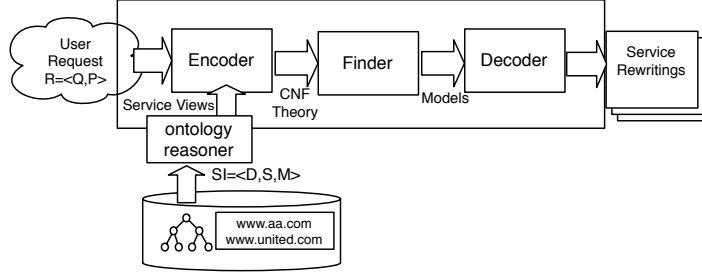 User
Request
R=<Q,P>
Encoder
Finder
Decoder
Service
Rewritings
Service Views
CNF
Theory
Models
ontology
reasoner
SI=<D,S,M>
www.aa.com
www.united.com